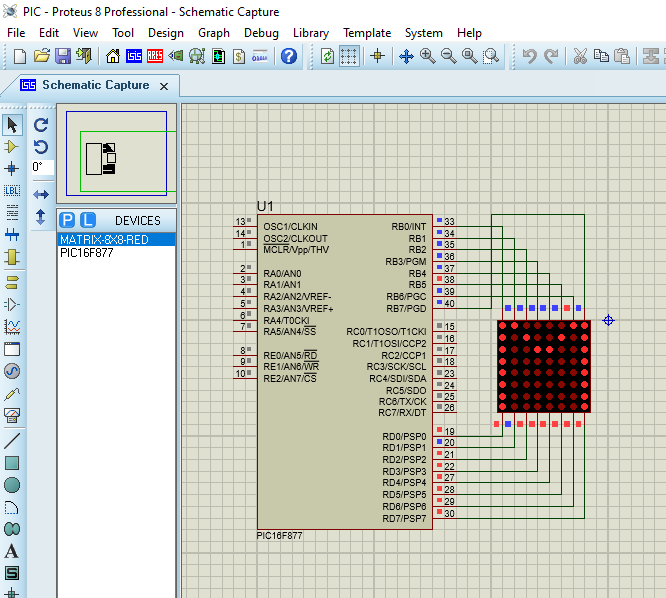 PIC - Proteus 8 Professional - Schematic Capture
File Edit View Tool Design Graph Debug Library Template System Help
Schematic Capture
0°
LBL
P L DEVICES
MATRIX-8X8-RED
PIC16F877
U1
13 OSC1/CLKIN RB0/INT 33
14 OSC2/CLKOUT RB1 34
1 MCLR/Vpp/THV RB2 35
RB3/PGM 36
2 RA0/AN0 RB4 37
3 RA1/AN1 RB5 38
4 RA2/AN2/VREF- RB6/PGC 39
5 RA3/AN3/VREF+ RB7/PGD 40
6 RA4/T0CKI
7 RA5/AN4/SS RC0/T1OSO/T1CKI 15
RC1/T1OSI/CCP2 16
8 RE0/AN5/RD RC2/CCP1 17
9 RE1/AN6/WR RC3/SCK/SCL 18
10 RE2/AN7/CS RC4/SDI/SDA 23
RC5/SDO 24
RC6/TX/CK 25
RC7/RX/DT 26
RD0/PSP0 19
RD1/PSP1 20
RD2/PSP2 21
RD3/PSP3 22
RD4/PSP4 27
RD5/PSP5 28
RD6/PSP6 29
RD7/PSP7 30
PIC16F877
A
S